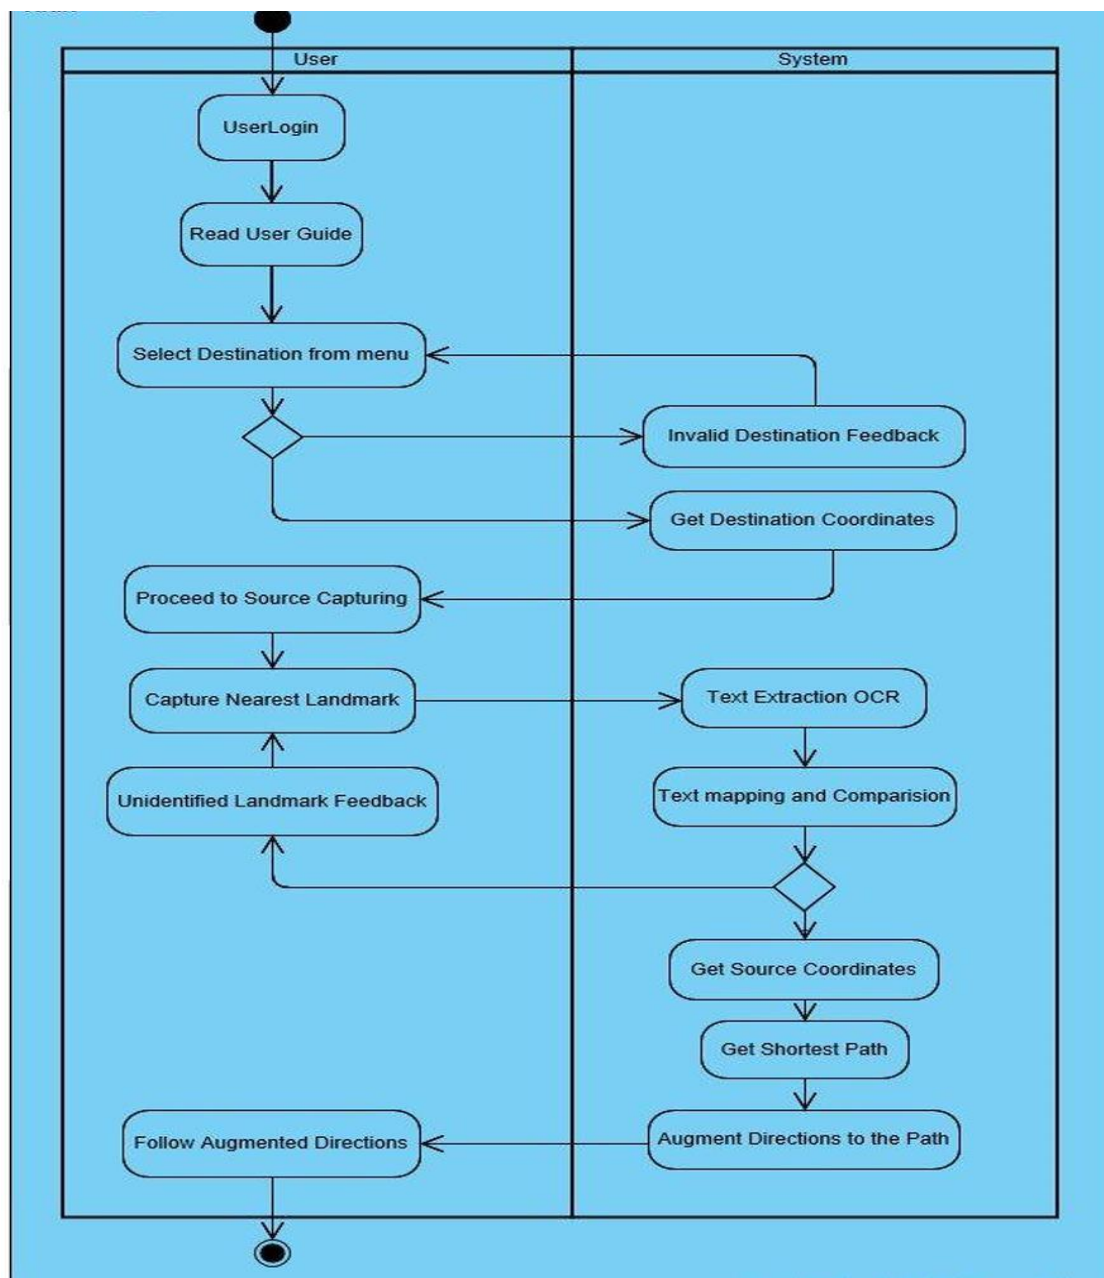 User
System
UserLogin
Read User Guide
Select Destination from menu
Invalid Destination Feedback
Get Destination Coordinates
Proceed to Source Capturing
Capture Nearest Landmark
Text Extraction OCR
Unidentified Landmark Feedback
Text mapping and Comparision
Get Source Coordinates
Get Shortest Path
Follow Augmented Directions
Augment Directions to the Path